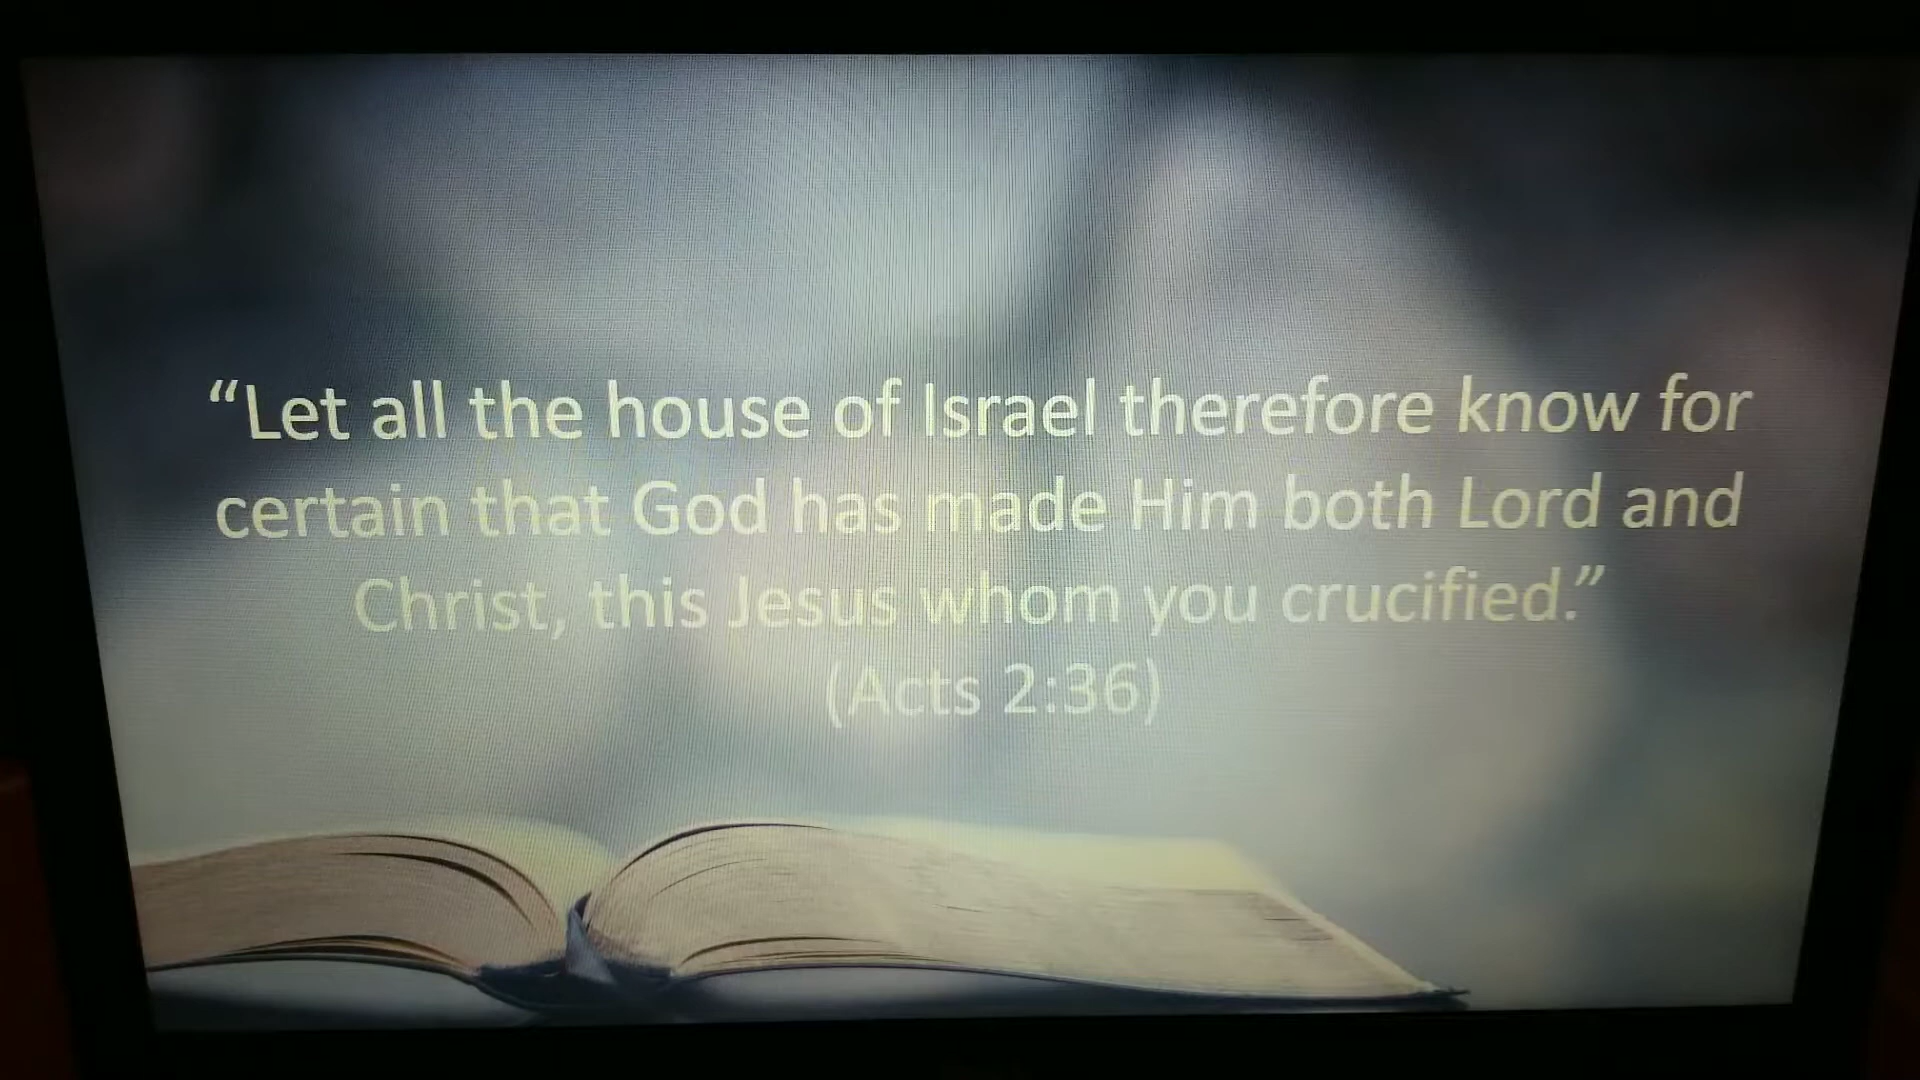 “Let all the house of Israel therefore know for
certain that God has made Him both Lord and
Christ, this Jesus whom you crucified.”
(Acts 2:36)